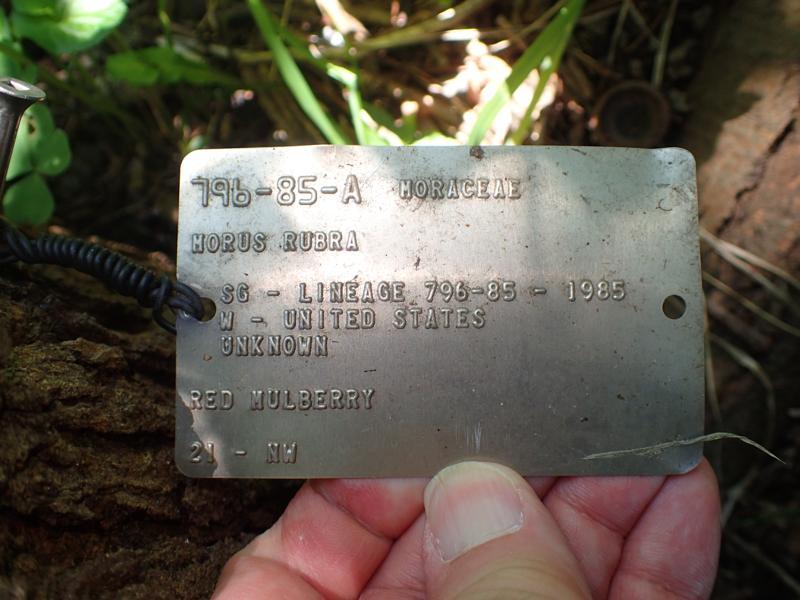 796-85-A MORACEAE
MORUS RUBRA
SG - LINEAGE 796-85 - 1985
W - UNITED STATES
UNKNOWN
RED MULBERRY
21 - NW